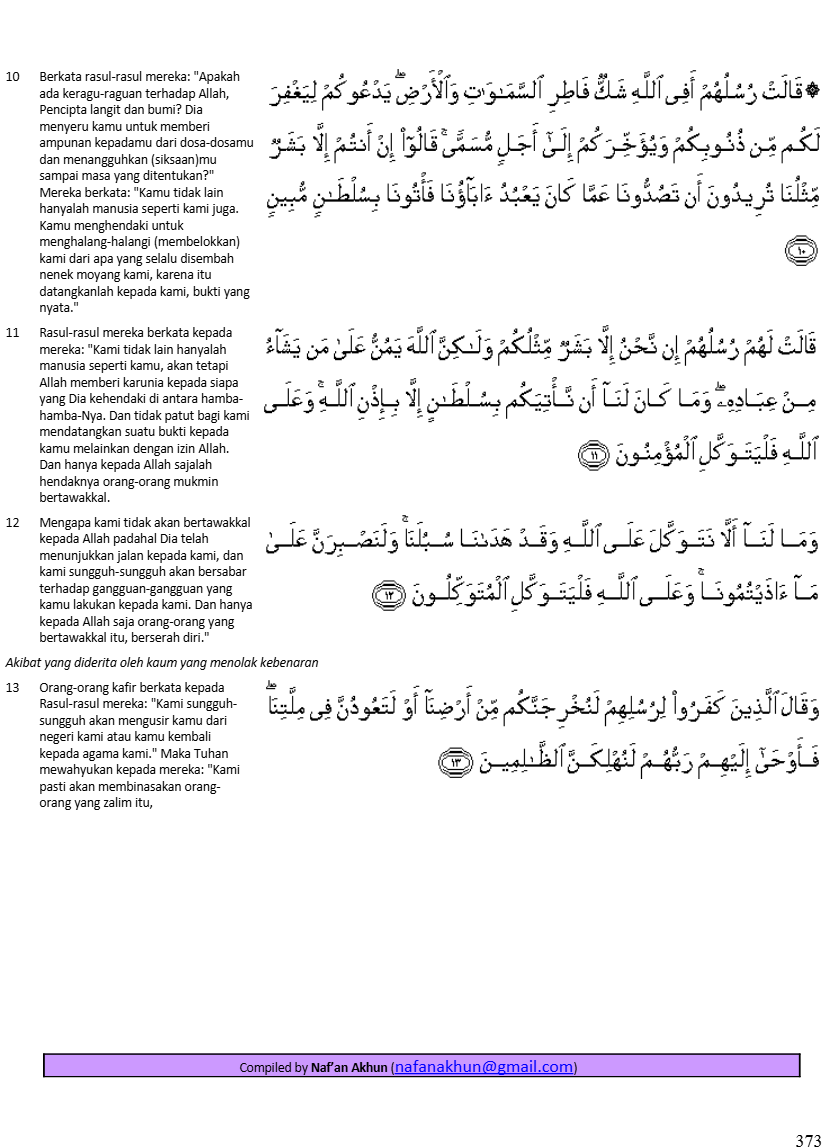 10 Berkata rasul-rasul mereka: "Apakah
ada keragu-raguan terhadap Allah,
Pencipta langit dan bumi? Dia
menyeru kamu untuk memberi
ampunan kepadamu dari dosa-dosamu
dan menangguhkan (siksaan)mu
sampai masa yang ditentukan?"
Mereka berkata: "Kamu tidak lain
hanyalah manusia seperti kami juga.
Kamu menghendaki untuk
menghalang-halangi (membelokkan)
kami dari apa yang selalu disembah
nenek moyang kami, karena itu
datangkanlah kepada kami, bukti yang
nyata."
۞ قَالَتْ رُسُلُهُمْ أَفِى ٱللَّهِ شَكٌّ فَاطِرِ ٱلسَّمَـٰوَٰتِ وَٱلْأَرْضِ ۖ يَدْعُوكُمْ لِيَغْفِرَ
لَكُم مِّن ذُنُوبِكُمْ وَيُؤَخِّرَكُمْ إِلَىٰٓ أَجَلٍ مُّسَمًّى ۚ قَالُوٓا۟ إِنْ أَنتُمْ إِلَّا بَشَرٌ
مِّثْلُنَا تُرِيدُونَ أَن تَصُدُّونَا عَمَّا كَانَ يَعْبُدُ ءَابَآؤُنَا فَأْتُونَا بِسُلْطَـٰنٍ مُّبِينٍ
١٠
11 Rasul-rasul mereka berkata kepada
mereka: "Kami tidak lain hanyalah
manusia seperti kamu, akan tetapi
Allah memberi karunia kepada siapa
yang Dia kehendaki di antara hamba-
hamba-Nya. Dan tidak patut bagi kami
mendatangkan suatu bukti kepada
kamu melainkan dengan izin Allah.
Dan hanya kepada Allah sajalah
hendaknya orang-orang mukmin
bertawakkal.
قَالَتْ لَهُمْ رُسُلُهُمْ إِن نَّحْنُ إِلَّا بَشَرٌ مِّثْلُكُمْ وَلَـٰكِنَّ ٱللَّهَ يَمُنُّ عَلَىٰ مَن يَشَآءُ
مِنْ عِبَادِهِۦ ۖ وَمَا كَانَ لَنَآ أَن نَّأْتِيَكُم بِسُلْطَـٰنٍ إِلَّا بِإِذْنِ ٱللَّهِ ۚ وَعَلَى
ٱللَّهِ فَلْيَتَوَكَّلِ ٱلْمُؤْمِنُونَ ١١
12 Mengapa kami tidak akan bertawakkal
kepada Allah padahal Dia telah
menunjukkan jalan kepada kami, dan
kami sungguh-sungguh akan bersabar
terhadap gangguan-gangguan yang
kamu lakukan kepada kami. Dan hanya
kepada Allah saja orang-orang yang
bertawakkal itu, berserah diri."
وَمَا لَنَآ أَلَّا نَتَوَكَّلَ عَلَى ٱللَّهِ وَقَدْ هَدَىٰنَا سُبُلَنَا ۚ وَلَنَصْبِرَنَّ عَلَىٰ
مَآ ءَاذَيْتُمُونَا ۚ وَعَلَى ٱللَّهِ فَلْيَتَوَكَّلِ ٱلْمُتَوَكِّلُونَ ١٢
Akibat yang diderita oleh kaum yang menolak kebenaran
13 Orang-orang kafir berkata kepada
Rasul-rasul mereka: "Kami sungguh-
sungguh akan mengusir kamu dari
negeri kami atau kamu kembali
kepada agama kami." Maka Tuhan
mewahyukan kepada mereka: "Kami
pasti akan membinasakan orang-
orang yang zalim itu,
وَقَالَ ٱلَّذِينَ كَفَرُوا۟ لِرُسُلِهِمْ لَنُخْرِجَنَّكُم مِّنْ أَرْضِنَآ أَوْ لَتَعُودُنَّ فِى مِلَّتِنَا ۖ
فَأَوْحَىٰٓ إِلَيْهِمْ رَبُّهُمْ لَنُهْلِكَنَّ ٱلظَّـٰلِمِينَ ١٣
Compiled by Naf'an Akhun (nafanakhun@gmail.com)
373